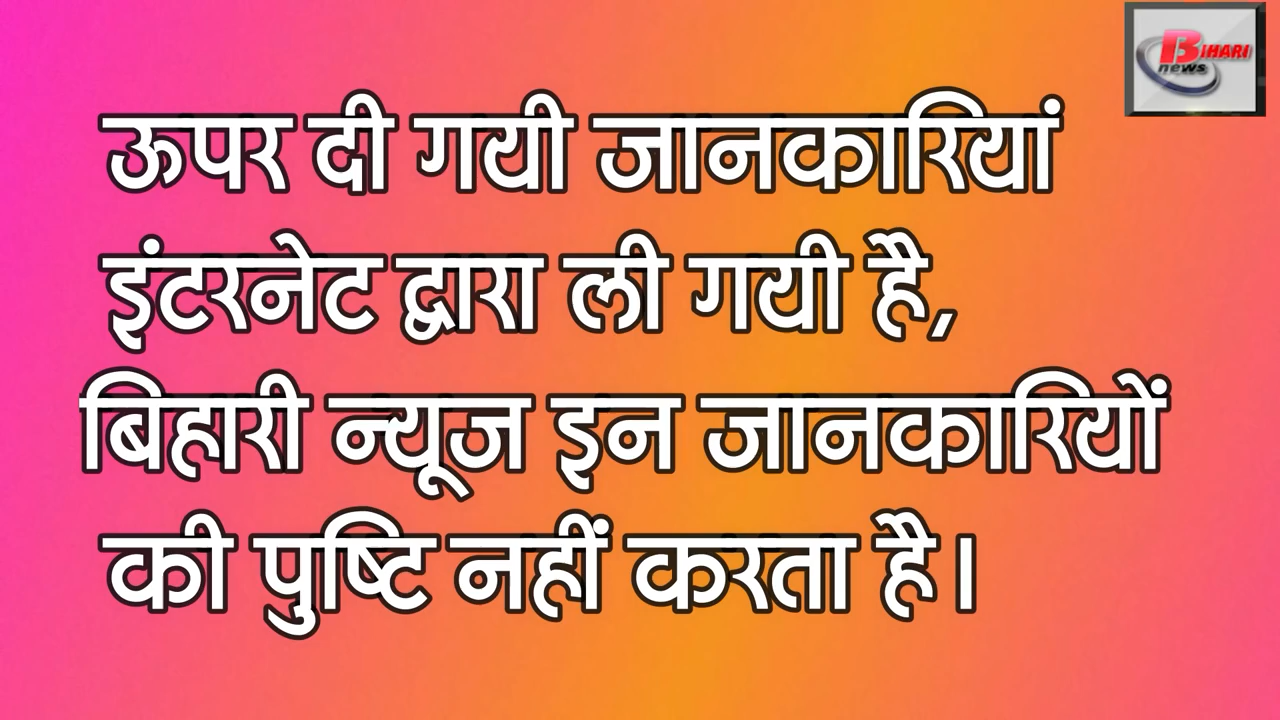 BIHARI
news
ऊपर दी गयी जानकारियां
इंटरनेट द्वारा ली गयी है,
बिहारी न्यूज इन जानकारियों
की पुष्टि नहीं करता है।